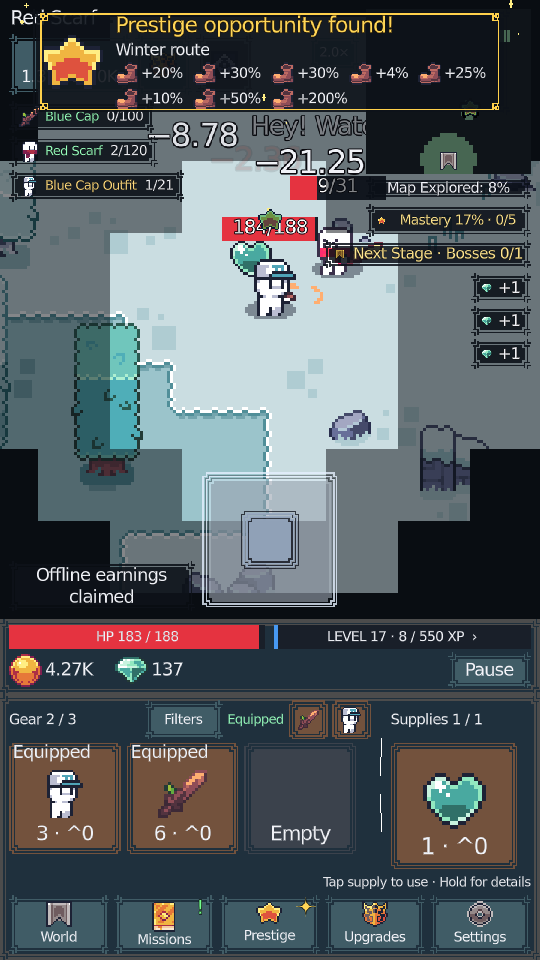 Red Scarf
Prestige opportunity found!
Winter route
+20% +30% +30% +4% +25%
+10% +50% +200%
2.0x
Blue Cap 0/100
Red Scarf 2/120
Blue Cap Outfit 1/21
−8.78
Hey!
−21.25
9/31
184/188
Map Explored: 8%
Mastery 17% · 0/5
Next Stage · Bosses 0/1
+1
+1
+1
Offline earnings
claimed
HP 183 / 188
LEVEL 17 · 8 / 550 XP ›
4.27K
137
Pause
Gear 2 / 3
Filters
Equipped
Supplies 1 / 1
Equipped
3 · ^0
Equipped
6 · ^0
Empty
1 · ^0
Tap supply to use · Hold for details
World
Missions
Prestige
Upgrades
Settings